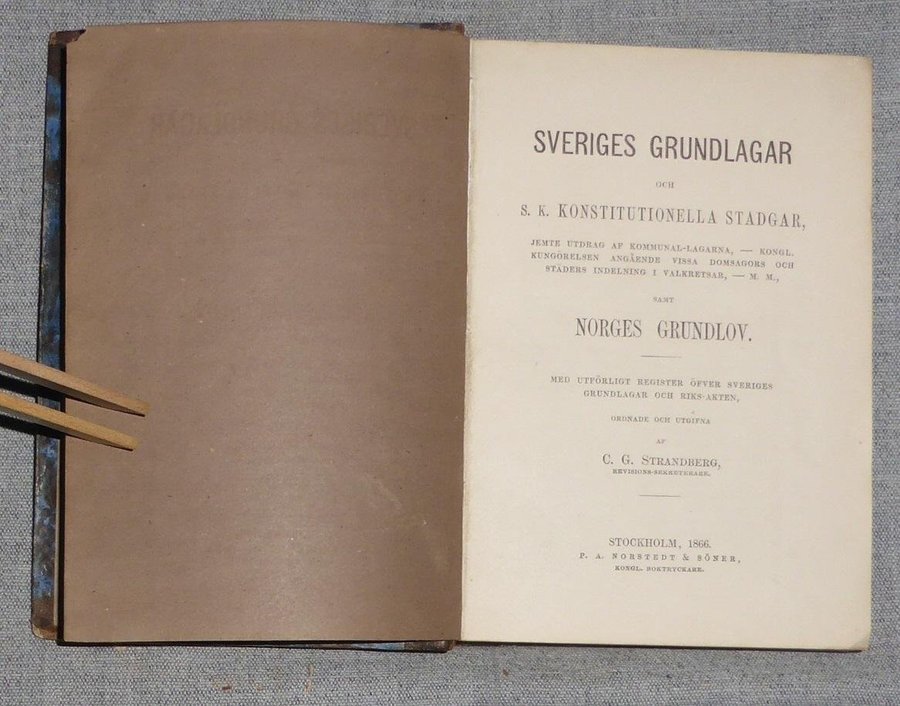 SVERIGES GRUNDLAGAR
OCH
S. K. KONSTITUTIONELLA STADGAR,
JEMTE UTDRAG AF KOMMUNAL-LAGARNA, — KONGL.
KUNGÖRELSEN ANGÅENDE VISSA DOMSAGORS OCH
STÄDERS INDELNING I VALKRETSAR, — M. M.,
SAMT
NORGES GRUNDLOV.
MED UTFÖRLIGT REGISTER ÖFVER SVERIGES
GRUNDLAGAR OCH RIKS-AKTEN,
ORDNADE OCH UTGIFNA
AF
C. G. STRANDBERG,
REVISIONS-SEKRETERARE.
STOCKHOLM, 1866.
P. A. NORSTEDT & SÖNER,
KONGL. BOKTRYCKARE.